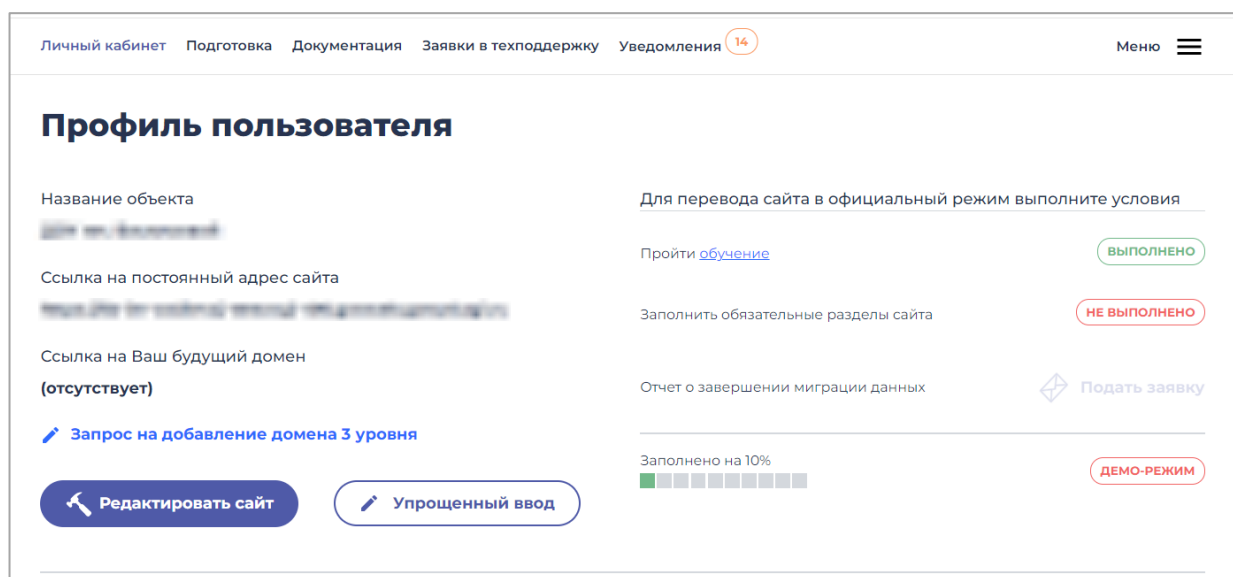 Личный кабинет Подготовка Документация Заявки в техподдержку Уведомления 14 Меню
Профиль пользователя
Название объекта
Ссылка на постоянный адрес сайта
Ссылка на Ваш будущий домен
(отсутствует)
Запрос на добавление домена 3 уровня
Редактировать сайт Упрощенный ввод
Для перевода сайта в официальный режим выполните условия
Пройти обучение ВЫПОЛНЕНО
Заполнить обязательные разделы сайта НЕ ВЫПОЛНЕНО
Отчет о завершении миграции данных Подать заявку
Заполнено на 10%
ДЕМО-РЕЖИМ